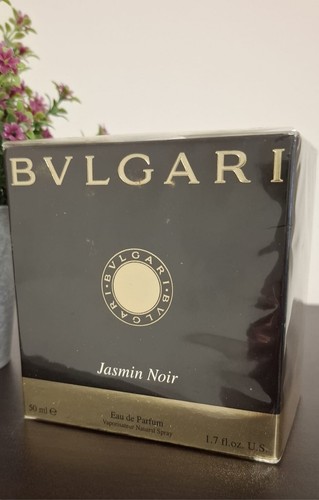 BVLGARI
BVLGARI · BVLGARI ·
Jasmin Noir
50 ml ℮
Eau de Parfum
Vaporisateur Natural Spray
1.7 fl.oz. U.S.